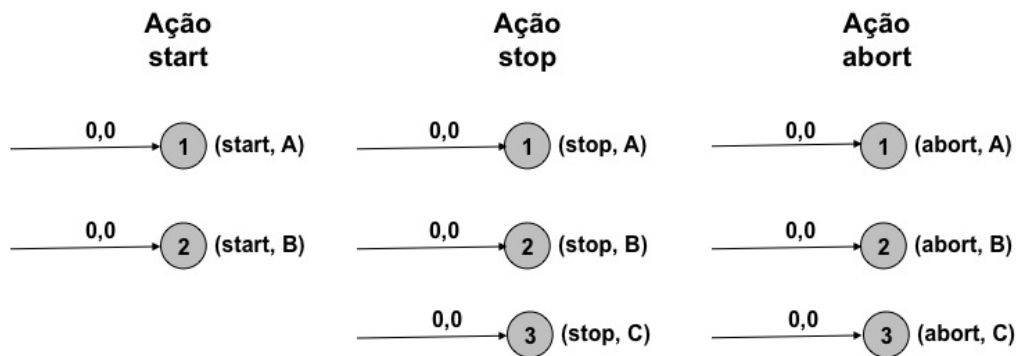 Ação
start
Ação
stop
Ação
abort
0,0
1
(start, A)
0,0
1
(stop, A)
0,0
1
(abort, A)
0,0
2
(start, B)
0,0
2
(stop, B)
0,0
2
(abort, B)
0,0
3
(stop, C)
0,0
3
(abort, C)